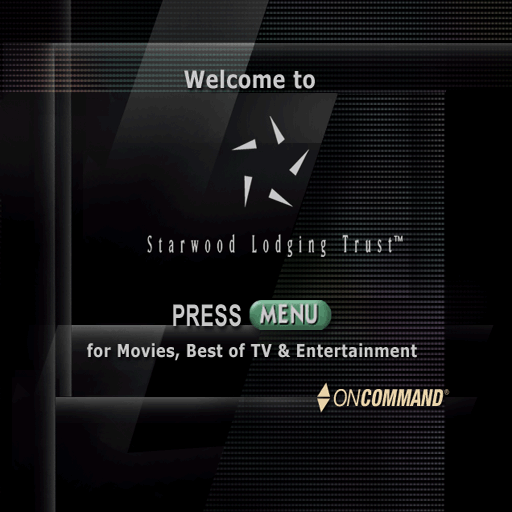 Welcome to
Starwood Lodging Trust™
PRESS MENU
for Movies, Best of TV & Entertainment
ONCOMMAND®